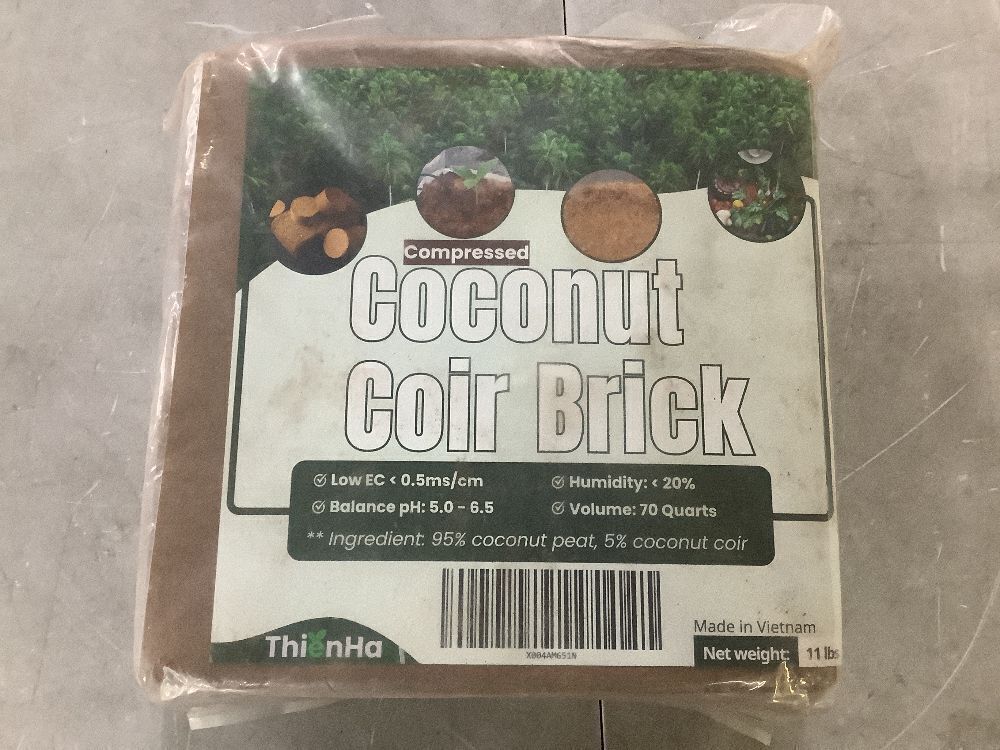 Compressed
Coconut
Coir Brick
Low EC < 0.5ms/cm
Humidity: < 20%
Balance pH: 5.0 - 6.5
Volume: 70 Quarts
** Ingredient: 95% coconut peat, 5% coconut coir
X004AM651N
Made in Vietnam
ThienHa
Net weight: 11 lbs